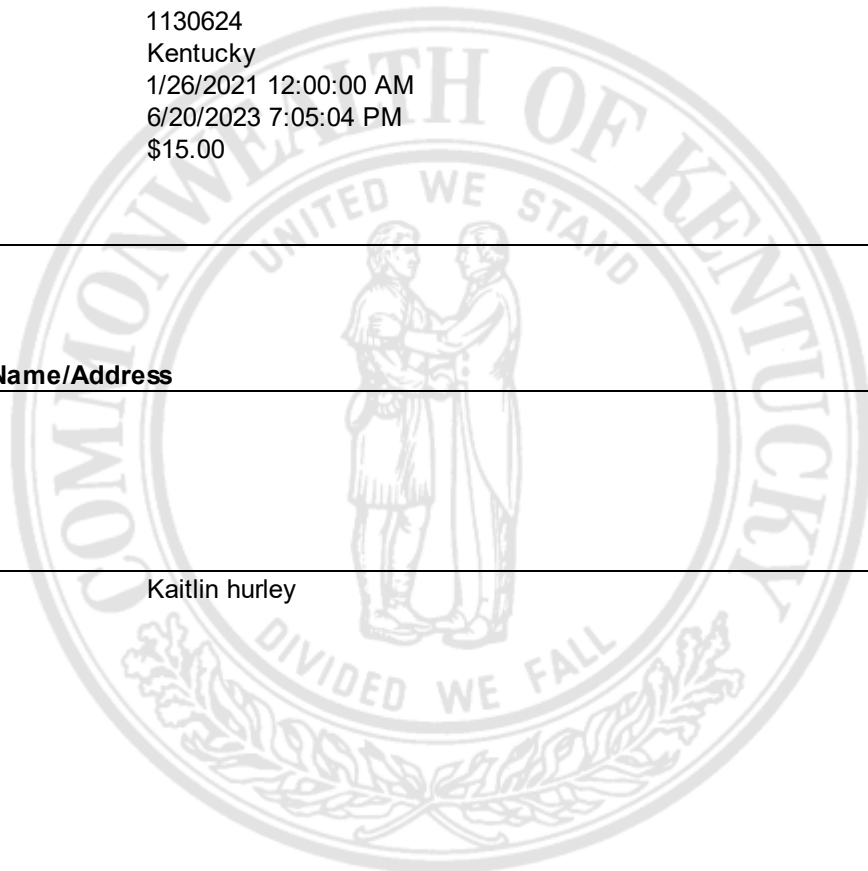 1130624
Kentucky
1/26/2021 12:00:00 AM
6/20/2023 7:05:04 PM
$15.00
COMMONWEALTH OF KENTUCKY
UNITED WE STAND
Name/Address
Kaitlin hurley
DIVIDED WE FALL